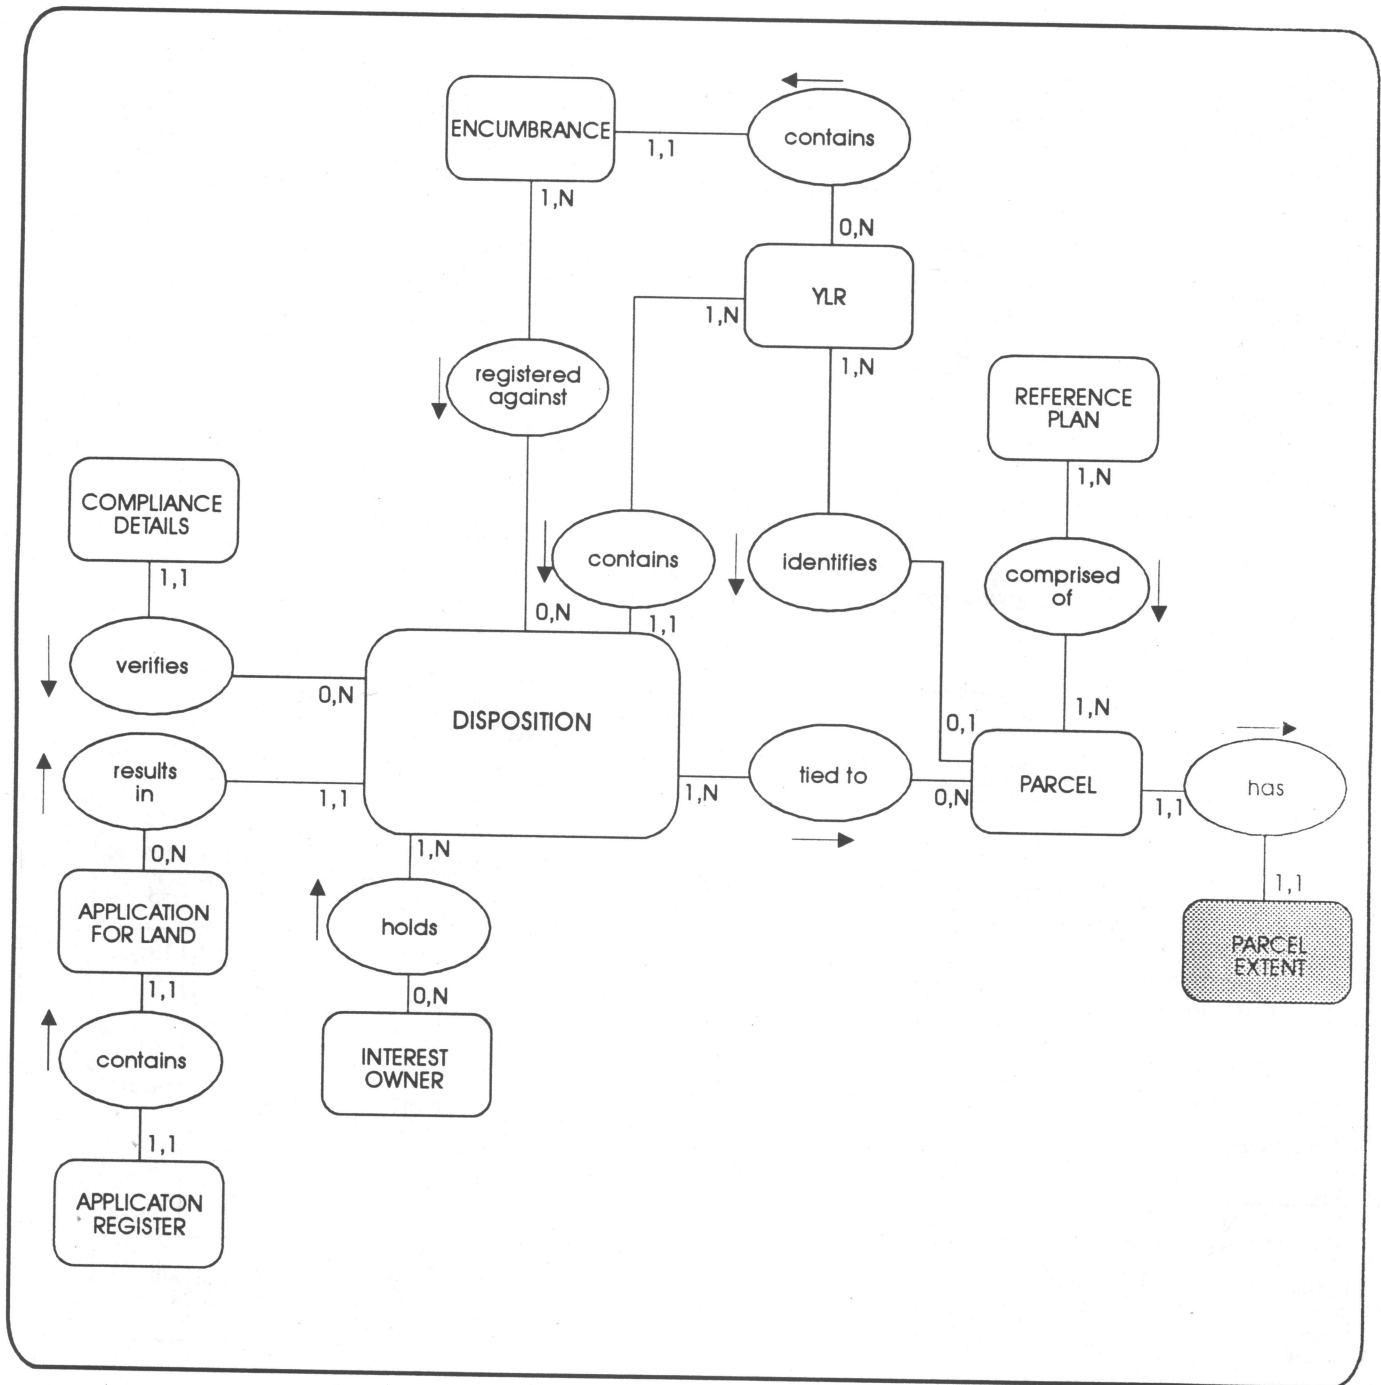 ENCUMBRANCE
1,1
contains
1,N
0,N
YLR
1,N
1,N
registered
against
REFERENCE
PLAN
1,N
COMPLIANCE
DETAILS
1,1
contains
identifies
comprised
of
0,N
1,1
verifies
0,N
DISPOSITION
1,N
0,1
results
in
1,1
1,N
tied to
0,N
PARCEL
1,1
has
0,N
1,N
1,1
APPLICATION
FOR LAND
holds
PARCEL
EXTENT
1,1
0,N
contains
INTEREST
OWNER
1,1
APPLICATON
REGISTER